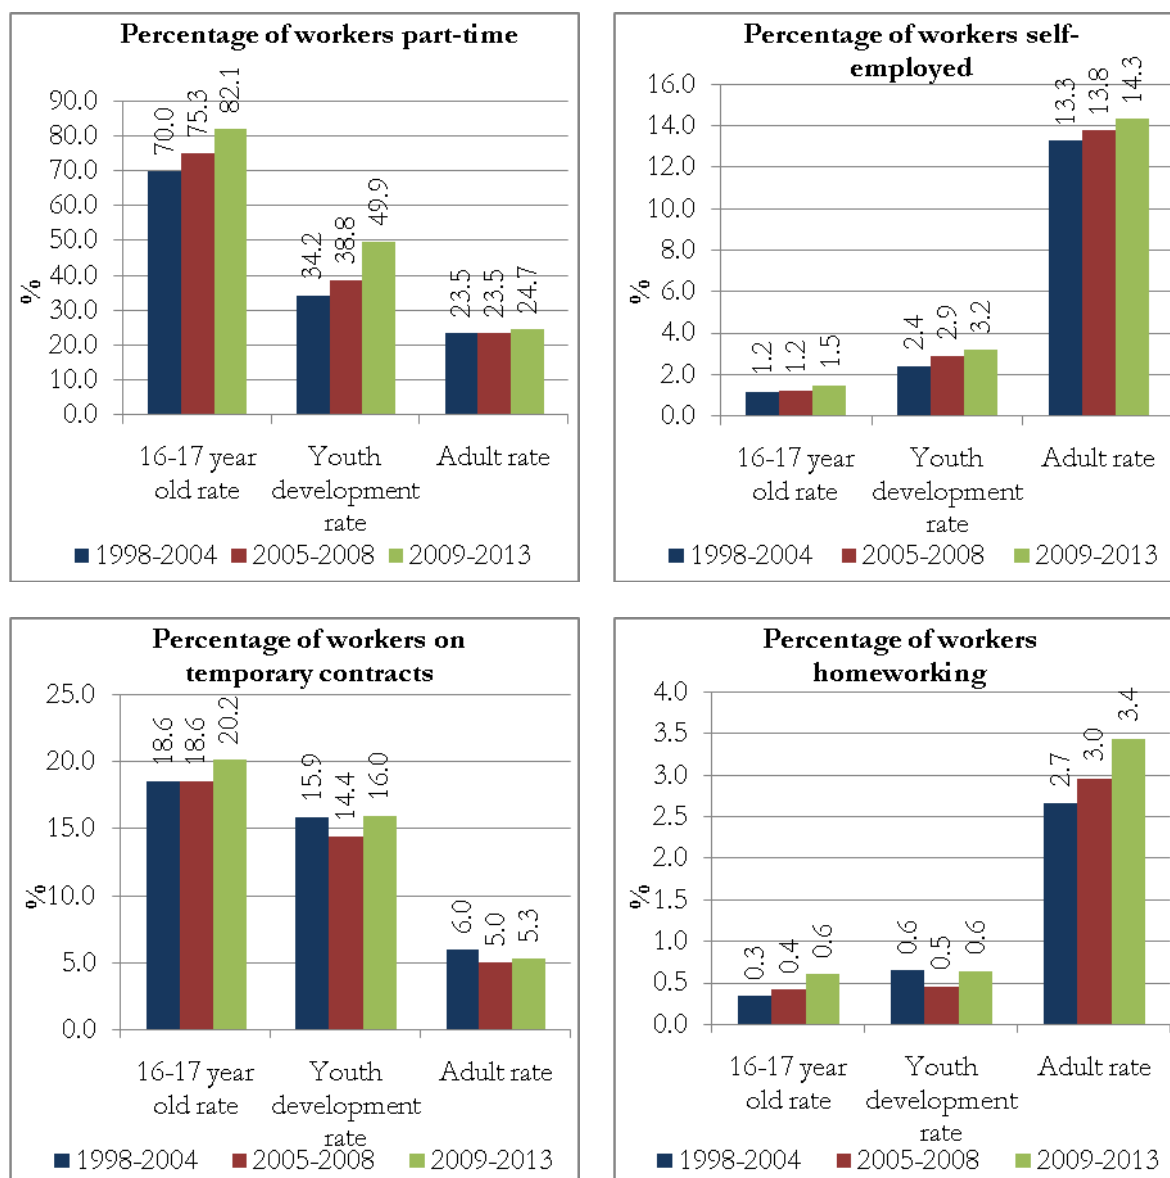 Percentage of workers part-time
90.0
80.0
70.0
60.0
50.0
40.0
30.0
20.0
10.0
0.0
%
70.0
75.3
82.1
34.2
38.8
49.9
23.5
23.5
24.7
16-17 year
old rate
Youth
development
rate
Adult rate
1998-2004 2005-2008 2009-2013
Percentage of workers self-
employed
16.0
14.0
12.0
10.0
8.0
6.0
4.0
2.0
0.0
%
1.2
1.2
1.5
2.4
2.9
3.2
13.3
13.8
14.3
16-17 year
old rate
Youth
development
rate
Adult rate
1998-2004 2005-2008 2009-2013
Percentage of workers on
temporary contracts
25.0
20.0
15.0
10.0
5.0
0.0
%
18.6
18.6
20.2
15.9
14.4
16.0
6.0
5.0
5.3
16-17 year
old rate
Youth
development
rate
Adult rate
1998-2004 2005-2008 2009-2013
Percentage of workers
homeworking
4.0
3.5
3.0
2.5
2.0
1.5
1.0
0.5
0.0
%
0.3
0.4
0.6
0.6
0.5
0.6
2.7
3.0
3.4
16-17 year
old rate
Youth
development
rate
Adult rate
1998-2004 2005-2008 2009-2013